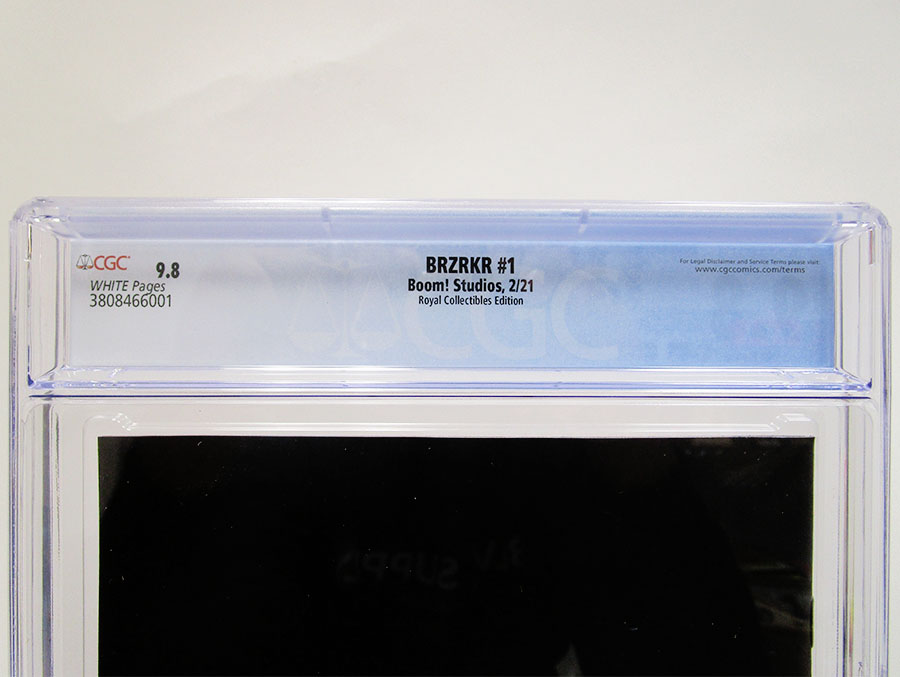 CGC
9.8
WHITE Pages
3808466001
BRZRKR #1
Boom! Studios, 2/21
Royal Collectibles Edition
For Legal Disclaimer and Service Terms please visit
www.cgccomics.com/terms
CGC